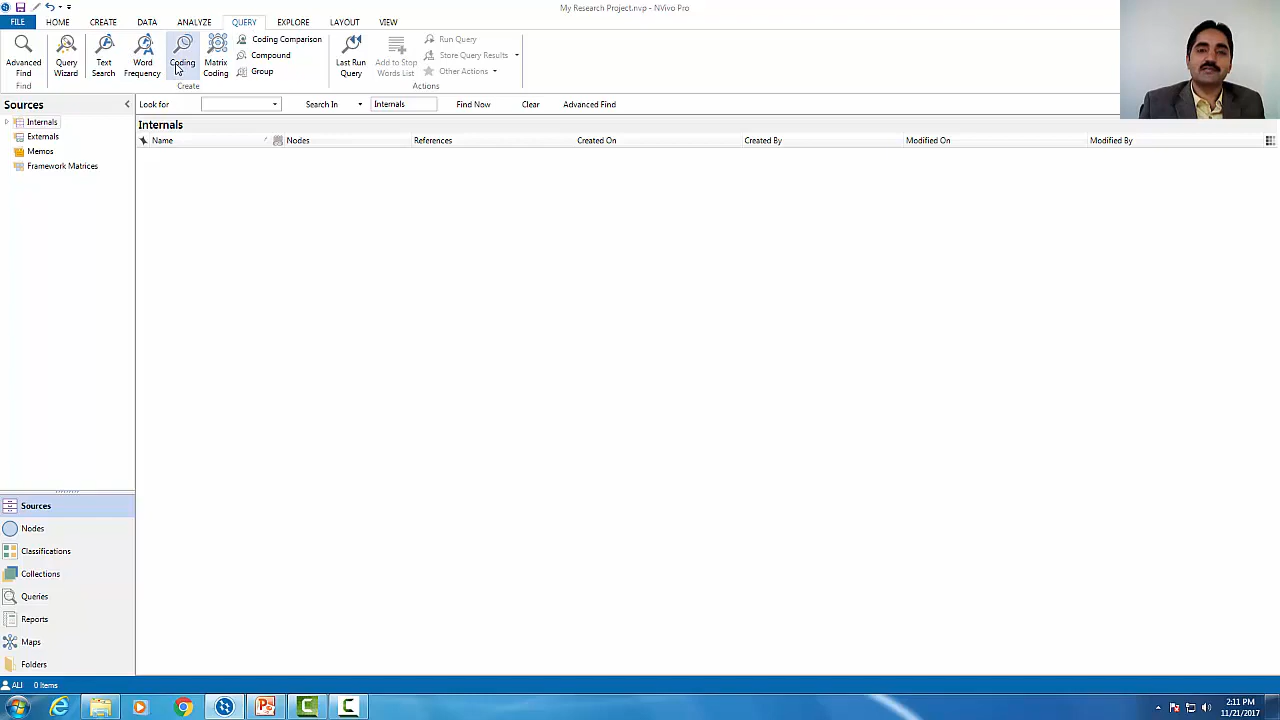 My Research Project.nvp - NVivo Pro
FILE HOME CREATE DATA ANALYZE QUERY EXPLORE LAYOUT VIEW
Advanced Find
Query Wizard
Text Search
Word Frequency
Coding
Matrix Coding
Coding Comparison
Compound
Group
Last Run Query
Add to Stop Words List
Run Query
Store Query Results
Other Actions
Find Create Actions
Sources
Look for Search In Internals Find Now Clear Advanced Find
Internals
Externals
Memos
Framework Matrices
Internals
Name Nodes References Created On Created By Modified On Modified By
Sources
Nodes
Classifications
Collections
Queries
Reports
Maps
Folders
ALI 0 Items
2:11 PM
11/21/2017